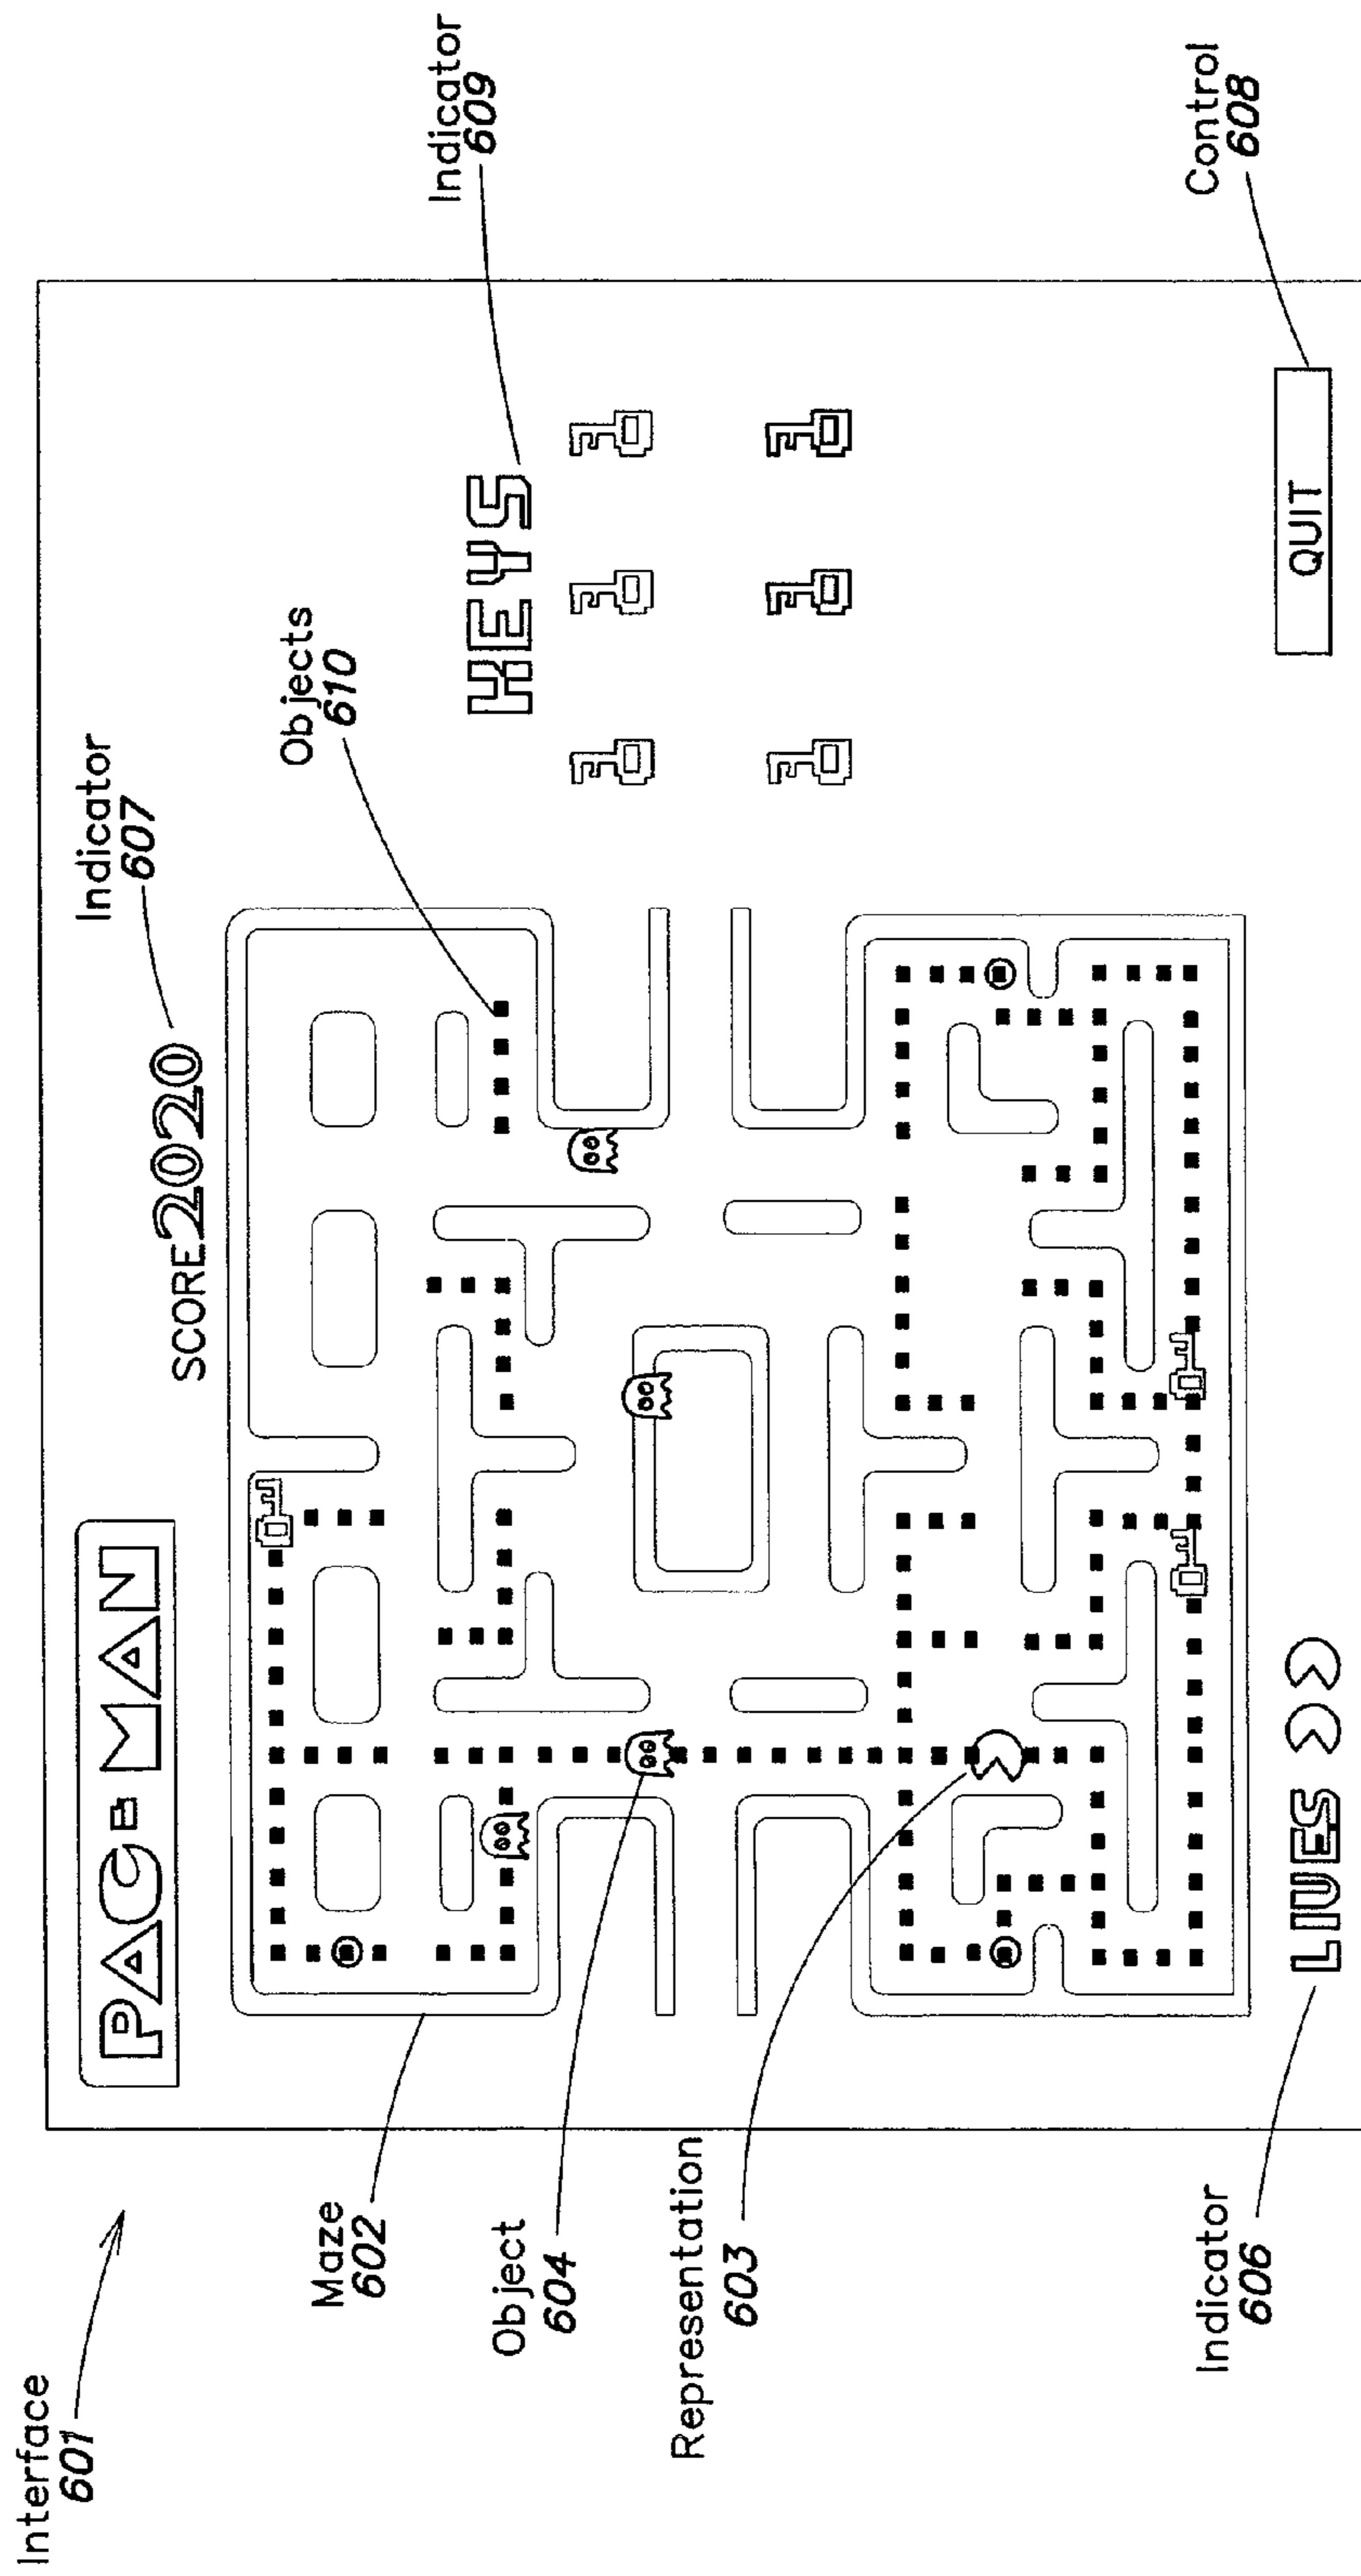 Interface
601
PAC-MAN
SCORE 2020
Indicator
607
Maze
602
Objects
610
Indicator
609
KEYS
Object
604
Representation
603
Indicator
606
LIVES
QUIT
Control
608